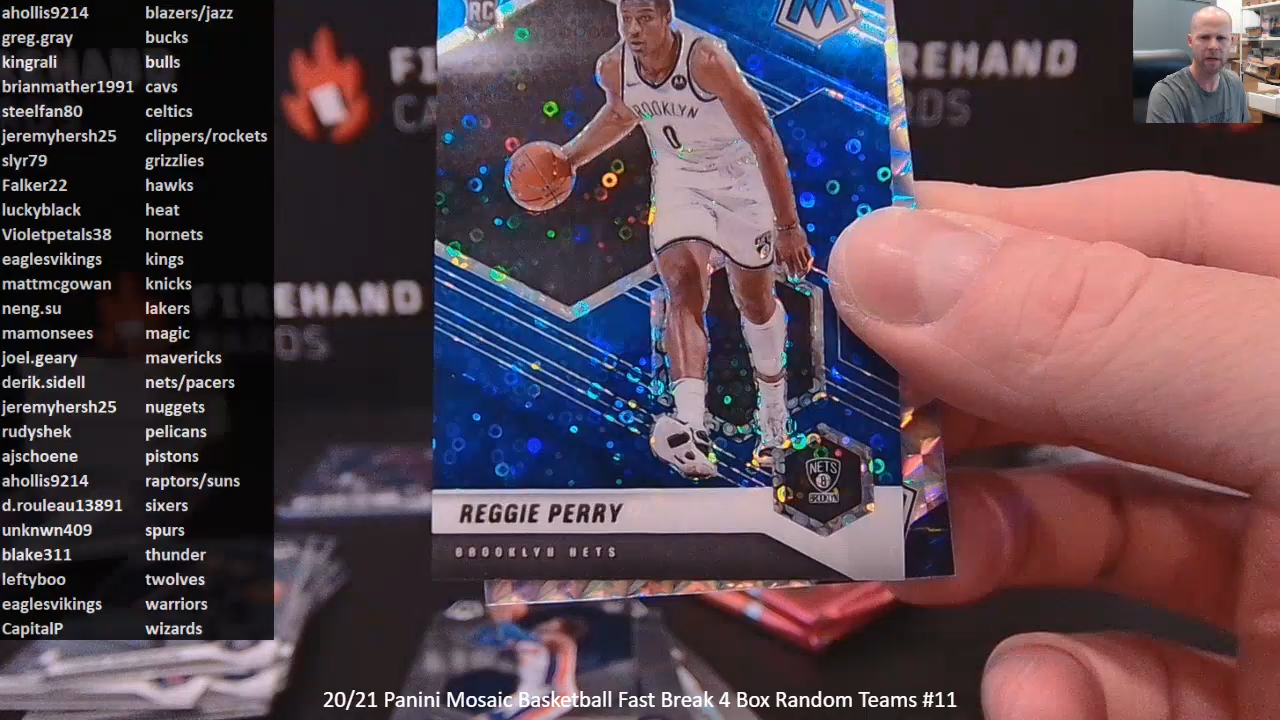 ahollis9214 blazers/jazz
greg.gray bucks
kingrali bulls
brianmather1991 cavs
steelfan80 celtics
jeremyhersh25 clippers/rockets
slyr79 grizzlies
Falker22 hawks
luckyblack heat
Violetpetals38 hornets
eaglesvikings kings
mattmcgowan knicks
neng.su lakers
mamonsees magic
joel.geary mavericks
derik.sidell nets/pacers
jeremyhersh25 nuggets
rudyshek pelicans
ajschoene pistons
ahollis9214 raptors/suns
d.rouleau13891 sixers
unknwn409 spurs
blake311 thunder
leftyboo twolves
eaglesvikings warriors
CapitalP wizards
RC
BROOKLYN
0
NETS
B
BROOKLYN
REGGIE PERRY
BROOKLYN NETS
FIREHAND
20/21 Panini Mosaic Basketball Fast Break 4 Box Random Teams #11